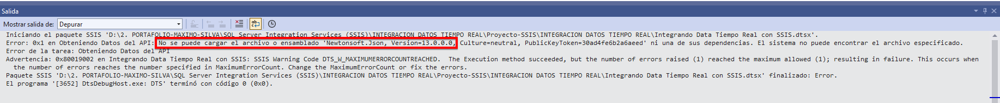 Salida
Mostrar salida de: Depurar
Iniciando el paquete SSIS 'D:\2. PORTAFOLIO-MAXIMO-SILVA\SQL Server Integration Services (SSIS)\INTEGRACION DATOS TIEMPO REAL\Proyecto-SSIS\INTEGRACION DATOS TIEMPO REAL\Integrando Data Tiempo Real con SSIS.dtsx'.
Error: 0x1 en Obteniendo Datos del API: No se puede cargar el archivo o ensamblado 'Newtonsoft.Json, Version=13.0.0.0, Culture=neutral, PublicKeyToken=30ad4fe6b2a6aeed' ni una de sus dependencias. El sistema no puede encontrar el archivo especificado.
Error de la tarea: Obteniendo Datos del API
Advertencia: 0x80019002 en Integrando Data Tiempo Real con SSIS: SSIS Warning Code DTS_W_MAXIMUMERRORCOUNTREACHED.  The Execution method succeeded, but the number of errors raised (1) reached the maximum allowed (1); resulting in failure. This occurs when
the number of errors reaches the number specified in MaximumErrorCount. Change the MaximumErrorCount or fix the errors.
Paquete SSIS 'D:\2. PORTAFOLIO-MAXIMO-SILVA\SQL Server Integration Services (SSIS)\INTEGRACION DATOS TIEMPO REAL\Proyecto-SSIS\INTEGRACION DATOS TIEMPO REAL\Integrando Data Tiempo Real con SSIS.dtsx' finalizado: Error.
El programa '[3652] DtsDebugHost.exe: DTS' terminó con código 0 (0x0).